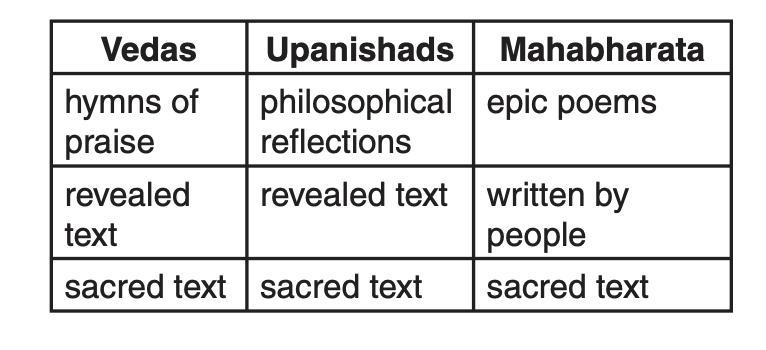 Vedas Upanishads Mahabharata
hymns of praise philosophical reflections epic poems
revealed text revealed text written by people
sacred text sacred text sacred text